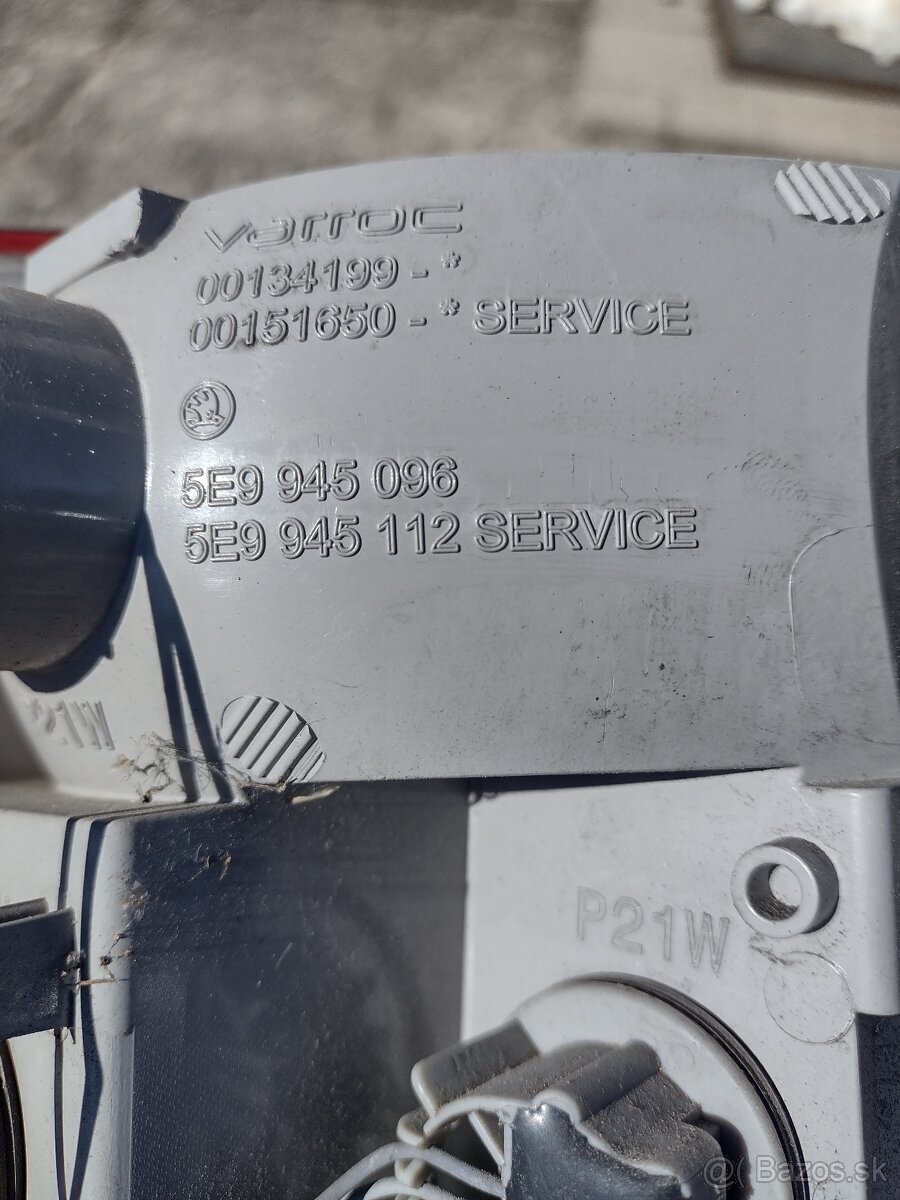 varroc
00134199 - *
00151650 - * SERVICE
5E9 945 096
5E9 945 112 SERVICE
P21W
P21W
@Bazos.sk